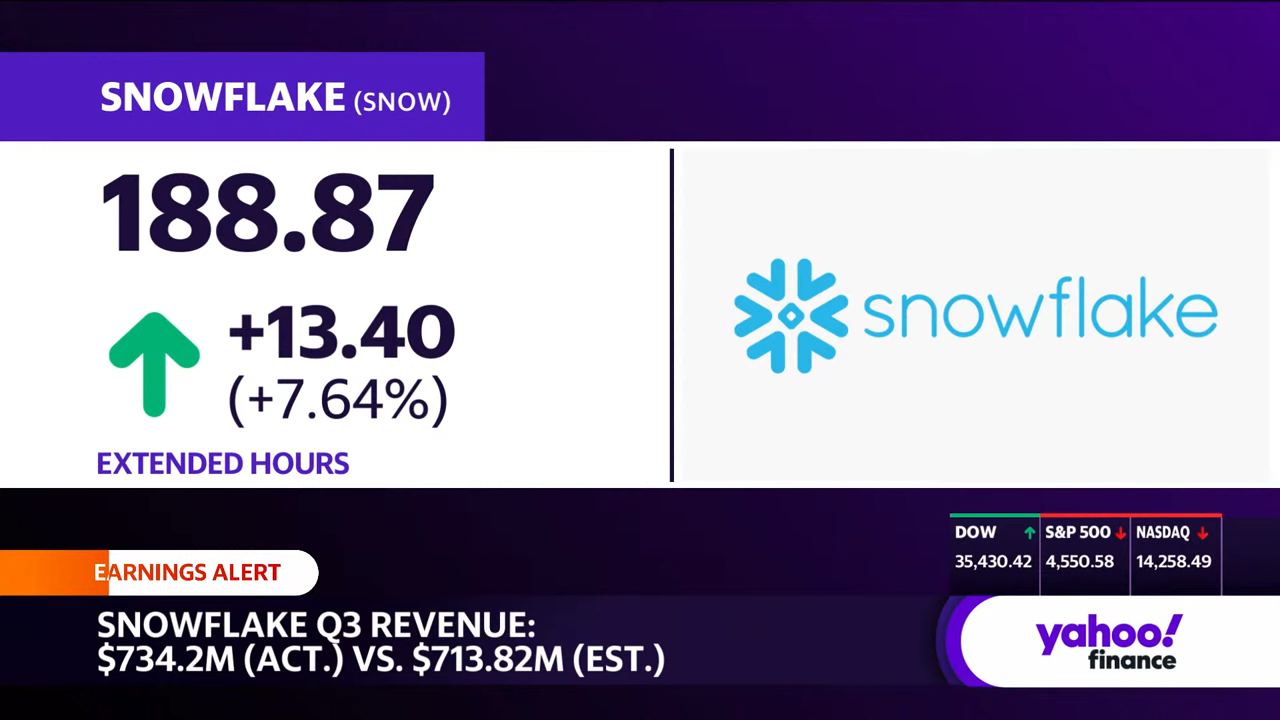 SNOWFLAKE (SNOW)
188.87
+13.40
(+7.64%)
EXTENDED HOURS
snowflake
DOW
35,430.42
S&P 500
4,550.58
NASDAQ
14,258.49
EARNINGS ALERT
SNOWFLAKE Q3 REVENUE:
$734.2M (ACT.) VS. $713.82M (EST.)
yahoo!
finance